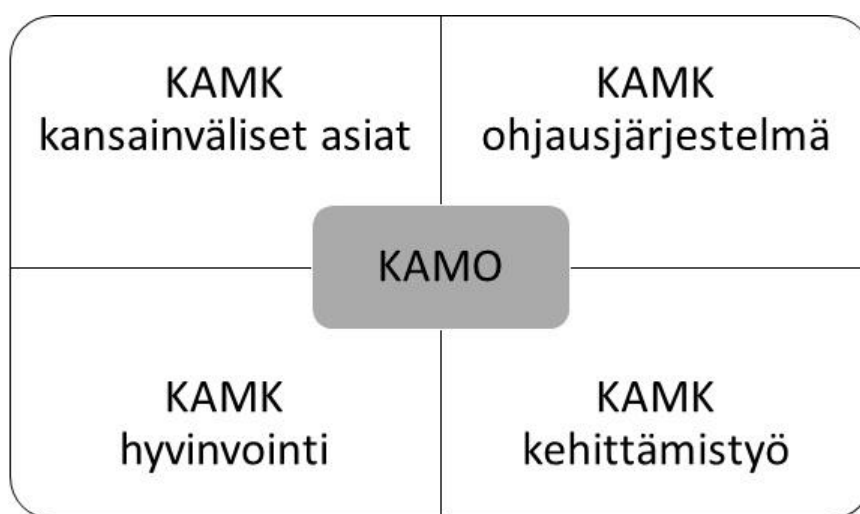 KAMK
kansainväliset asiat
KAMK
ohjausjärjestelmä
KAMO
KAMK
hyvinvointi
KAMK
kehittämistyö